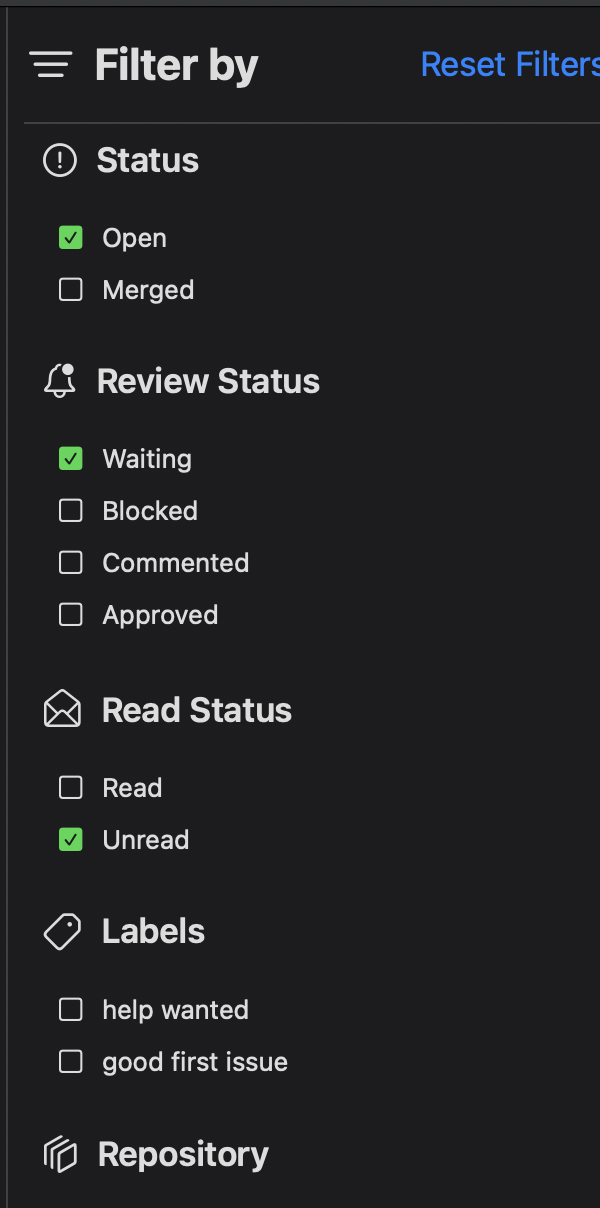 Filter by
Reset Filters
Status
Open
Merged
Review Status
Waiting
Blocked
Commented
Approved
Read Status
Read
Unread
Labels
help wanted
good first issue
Repository